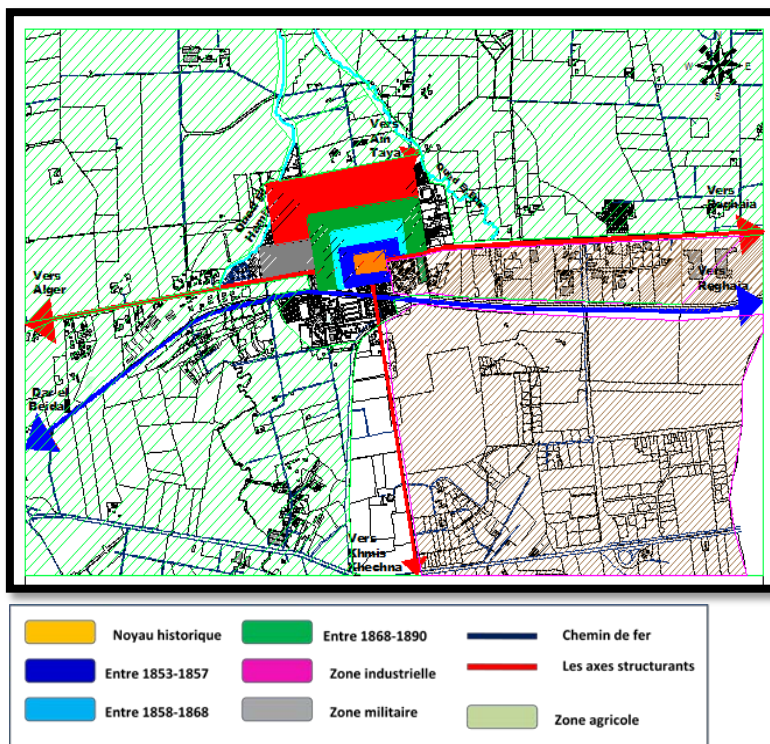 N
W E
S
Vers
Ain
Taya
Vers
Reghaia
Vers
Reghaia
Vers
Alger
Dar el
Beida
Vers
Khmis
Khechna
Noyau historique
Entre 1868-1890
Chemin de fer
Entre 1853-1857
Zone industrielle
Les axes structurants
Entre 1858-1868
Zone militaire
Zone agricole